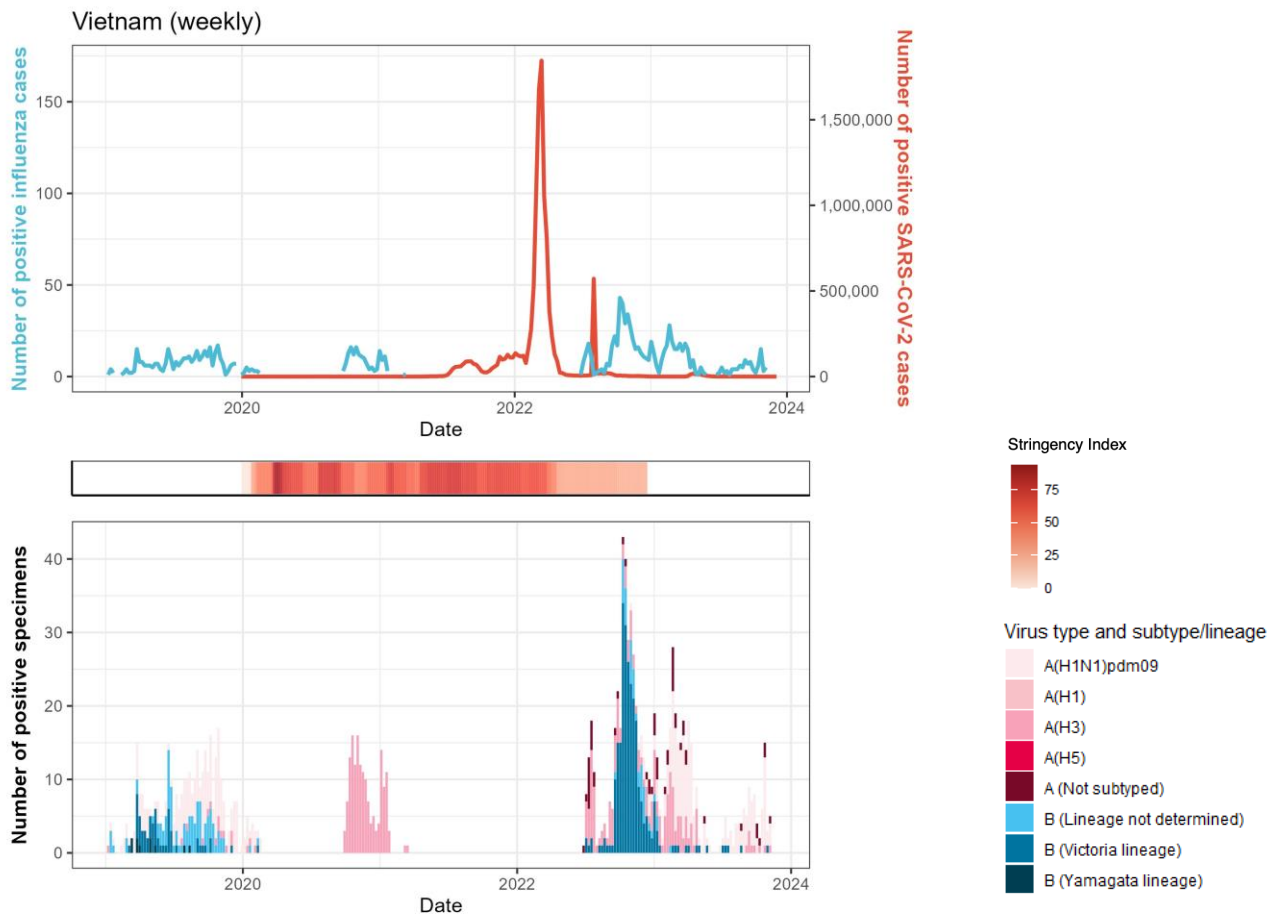 Vietnam (weekly)
Number of positive influenza cases
150
100
50
0
1,500,000
1,000,000
500,000
0
Number of positive SARS-CoV-2 cases
2020
2022
2024
Date
Stringency Index
75
50
25
0
Number of positive specimens
40
30
20
10
0
2020
2022
2024
Date
Virus type and subtype/lineage
A(H1N1)pdm09
A(H1)
A(H3)
A(H5)
A (Not subtyped)
B (Lineage not determined)
B (Victoria lineage)
B (Yamagata lineage)